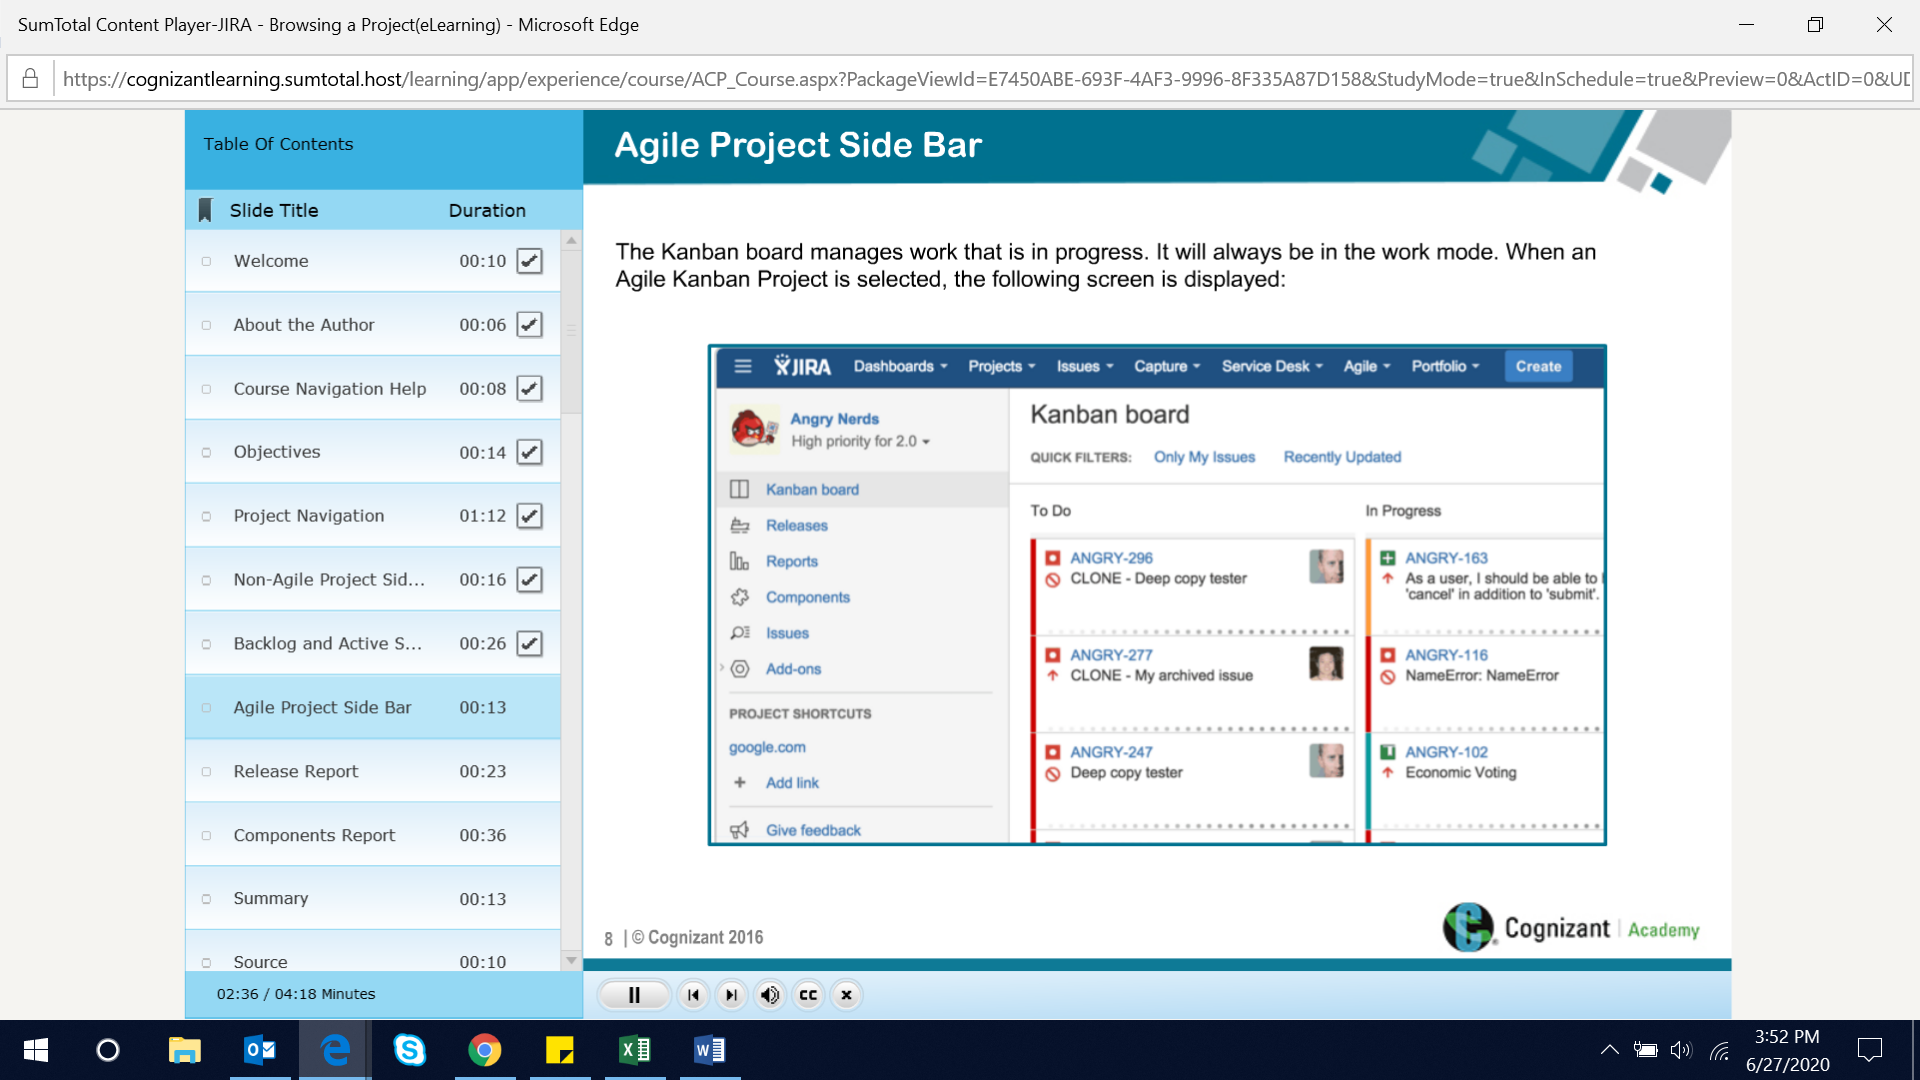 SumTotal Content Player-JIRA - Browsing a Project(eLearning) - Microsoft Edge
https://cognizantlearning.sumtotal.host/learning/app/experience/course/ACP_Course.aspx?PackageViewId=E7450ABE-693F-4AF3-9996-8F335A87D158&StudyMode=true&InSchedule=true&Preview=0&ActID=0&UD
Table Of Contents
Slide Title Duration
Welcome 00:10
About the Author 00:06
Course Navigation Help 00:08
Objectives 00:14
Project Navigation 01:12
Non-Agile Project Sid... 00:16
Backlog and Active S... 00:26
Agile Project Side Bar 00:13
Release Report 00:23
Components Report 00:36
Summary 00:13
Source 00:10
02:36 / 04:18 Minutes
Agile Project Side Bar
The Kanban board manages work that is in progress. It will always be in the work mode. When an
Agile Kanban Project is selected, the following screen is displayed:
JIRA Dashboards Projects Issues Capture Service Desk Agile Portfolio Create
Angry Nerds
High priority for 2.0
Kanban board
Releases
Reports
Components
Issues
Add-ons
PROJECT SHORTCUTS
google.com
+ Add link
Give feedback
Kanban board
QUICK FILTERS: Only My Issues Recently Updated
To Do
ANGRY-296
CLONE - Deep copy tester
ANGRY-277
CLONE - My archived issue
ANGRY-247
Deep copy tester
In Progress
ANGRY-163
As a user, I should be able to
'cancel' in addition to 'submit'.
ANGRY-116
NameError: NameError
ANGRY-102
Economic Voting
8 | © Cognizant 2016
Cognizant | Academy
CC
3:52 PM
6/27/2020